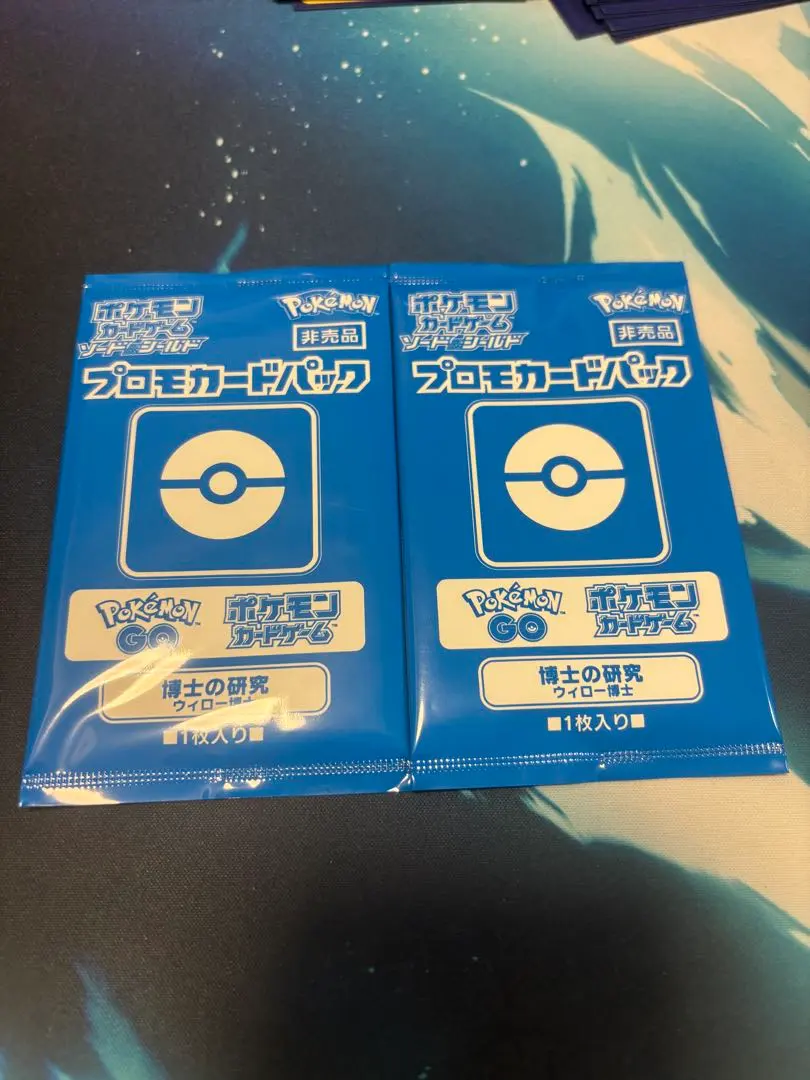 ポケモン
カードゲーム
ソード&シールド
Pokémon
非売品
プロモカードパック
Pokémon GO
ポケモン
カードゲーム™
博士の研究
ウィロー博士
■1枚入り■
ポケモン
カードゲーム
ソード&シールド
Pokémon
非売品
プロモカードパック
Pokémon GO
ポケモン
カードゲーム™
博士の研究
ウィロー博士
■1枚入り■